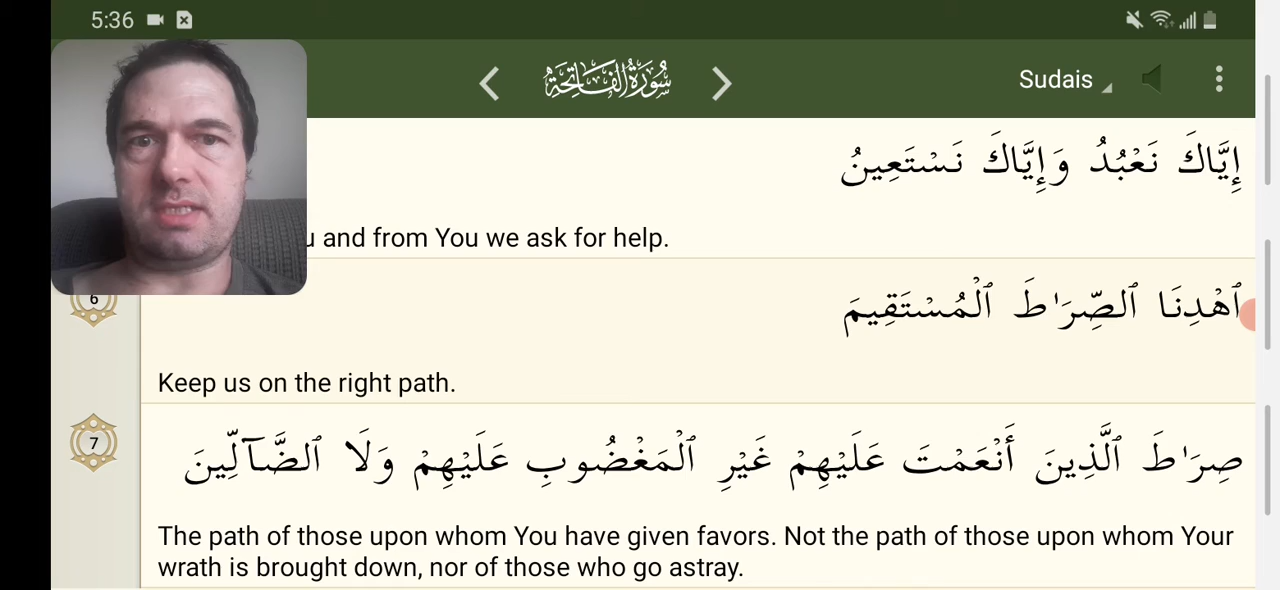 5:36
سُورَةُ الفَاتِحَةِ
Sudais
إِيَّاكَ نَعْبُدُ وَإِيَّاكَ نَسْتَعِينُ
u and from You we ask for help.
6
ٱهْدِنَا ٱلصِّرَٰطَ ٱلْمُسْتَقِيمَ
Keep us on the right path.
7
صِرَٰطَ ٱلَّذِينَ أَنْعَمْتَ عَلَيْهِمْ غَيْرِ ٱلْمَغْضُوبِ عَلَيْهِمْ وَلَا ٱلضَّآلِّينَ
The path of those upon whom You have given favors. Not the path of those upon whom Your
wrath is brought down, nor of those who go astray.